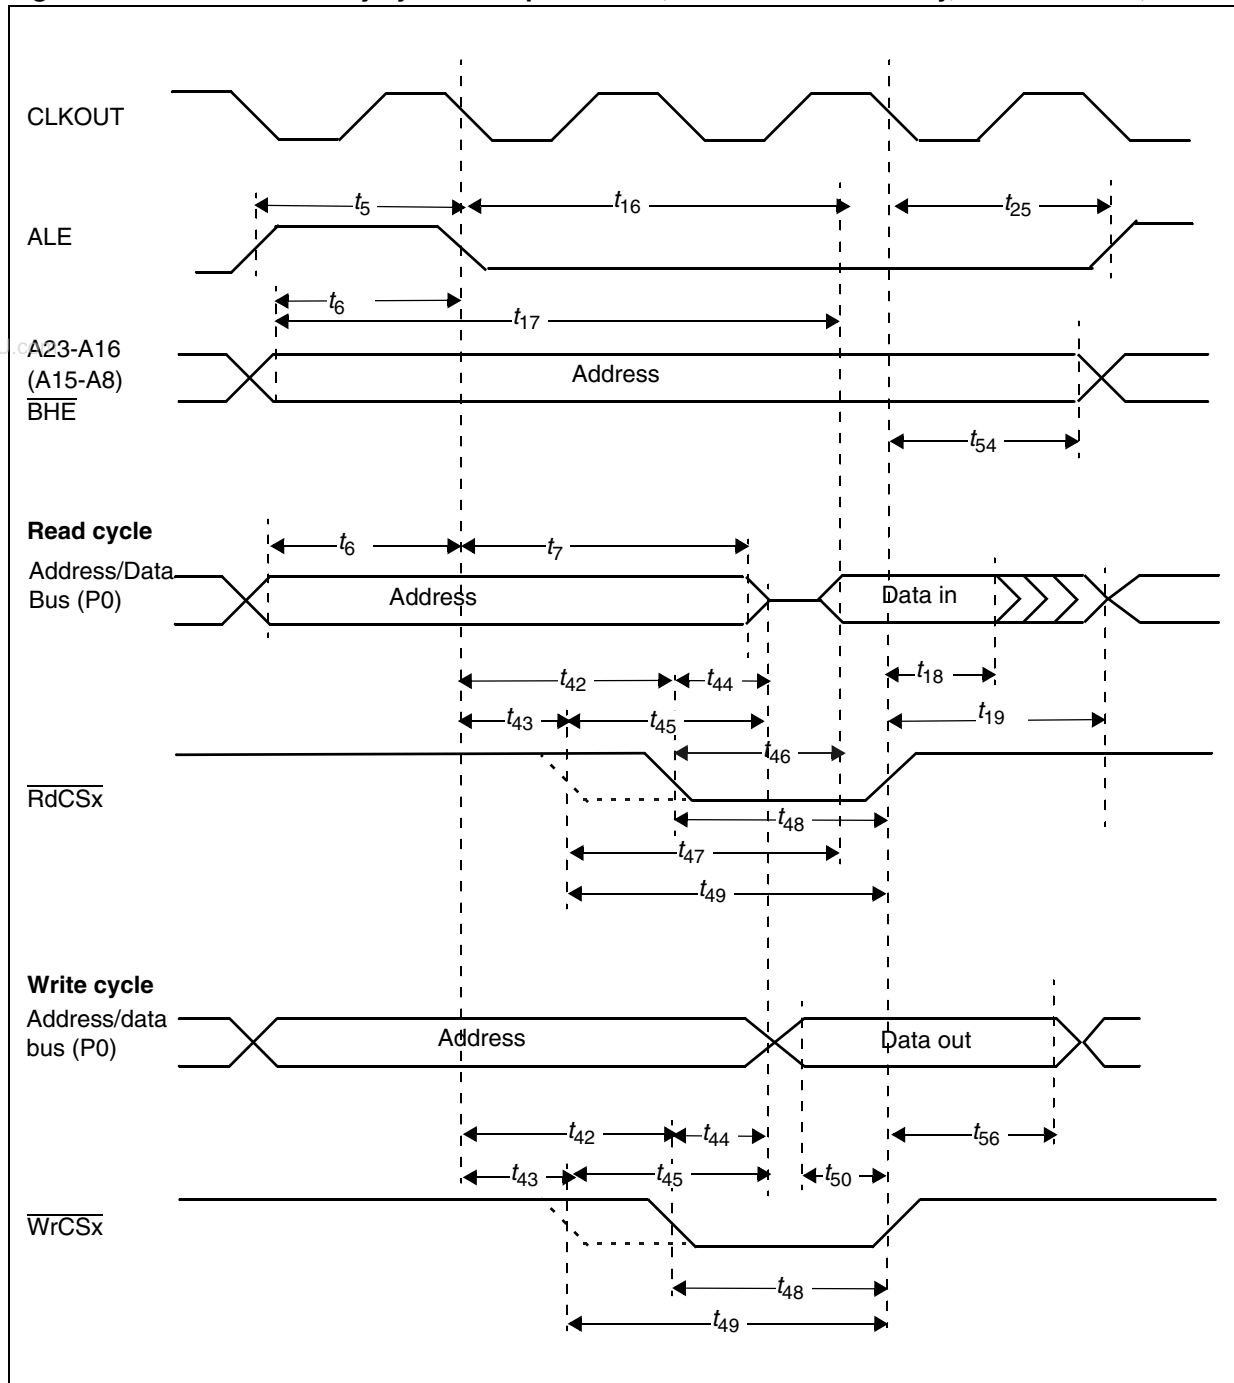 CLKOUT
t5
t16
t25
ALE
t6
t17
A23-A16
(A15-A8)
BHE
Address
t54
Read cycle
t6
t7
Address/Data
Bus (P0)
Address
Data in
t42
t44
t18
t43
t45
t19
t46
RdCSx
t48
t47
t49
Write cycle
Address/data
bus (P0)
Address
Data out
t42
t44
t56
t43
t45
t50
WrCSx
t48
t49